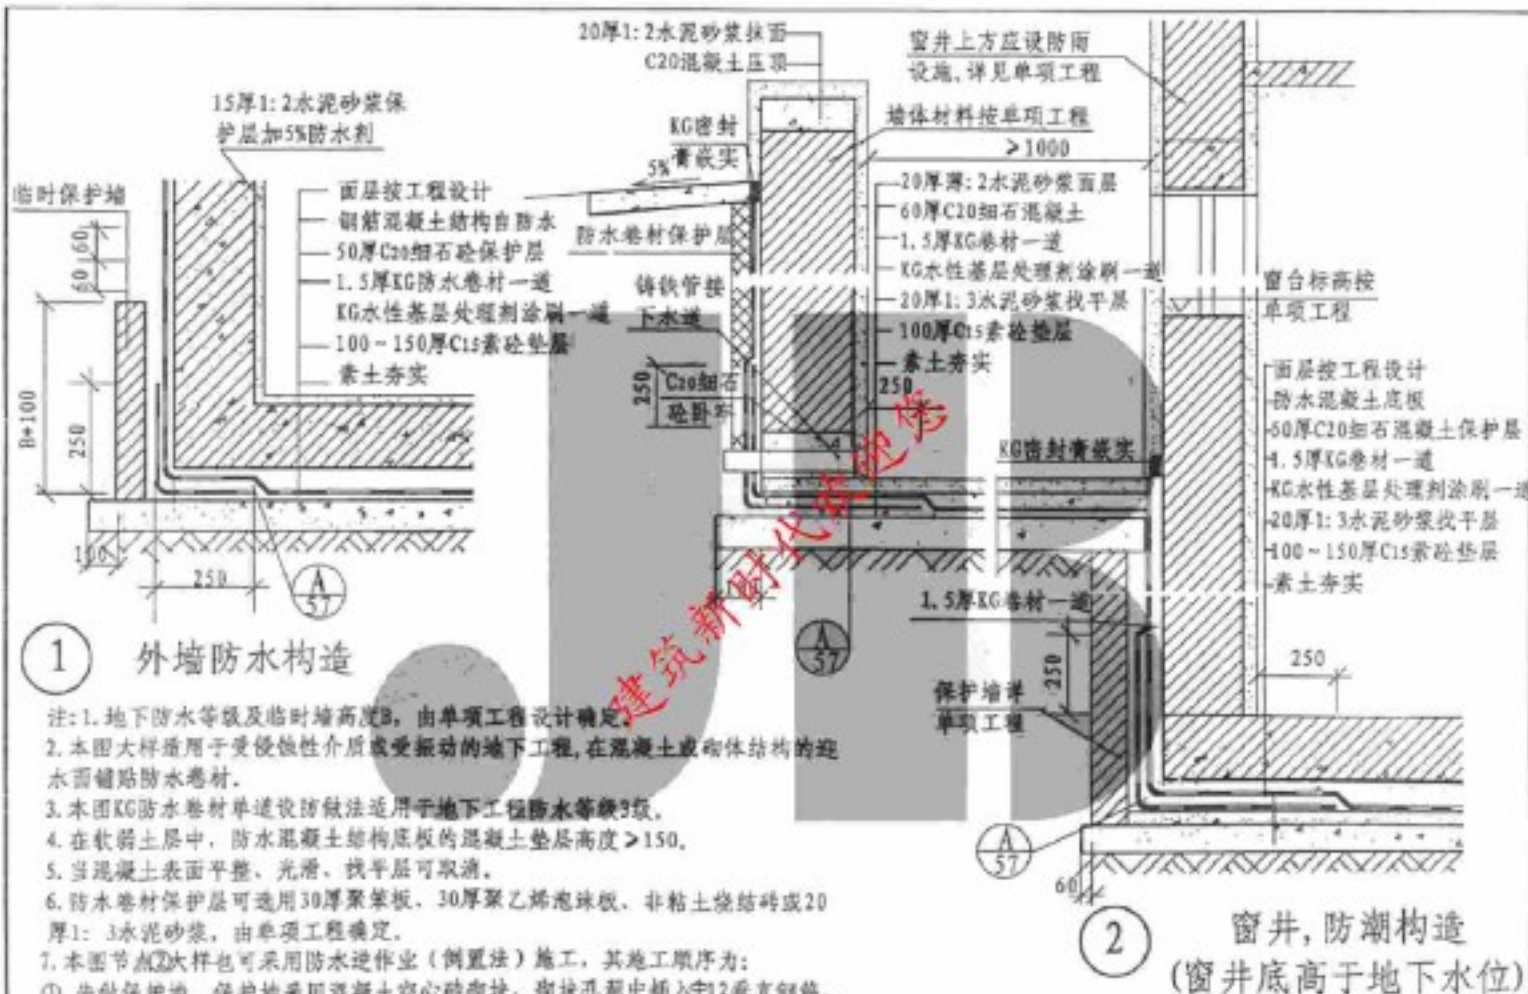 20厚1:2水泥砂浆抹面
C20混凝土压顶
15厚1:2水泥砂浆保
护层加5%防水剂
临时保护墙
面层按工程设计
钢筋混凝土结构自防水
50厚C20细石砼保护层
1.5厚KG防水卷材一道
KG水性基层处理剂涂刷一道
100~150厚C15素砼垫层
素土夯实
60
60
B+100
250
100
250
A
57
1
外墙防水构造
KG密封
膏嵌实
5%
防水卷材保护层
铸铁管接
下水道
250
C20细石
窗井上方应设防雨
设施,详见单项工程
墙体材料按单项工程
≥1000
20厚薄:2水泥砂浆面层
60厚C20细石混凝土
1.5厚KG卷材一道
KG水性基层处理剂涂刷一道
20厚1:3水泥砂浆找平层
100厚C15素砼垫层
素土夯实
250
KG密封膏嵌实
窗台标高按
单项工程
面层按工程设计
防水混凝土底板
50厚C20细石混凝土保护层
1.5厚KG卷材一道
KG水性基层处理剂涂刷一道
20厚1:3水泥砂浆找平层
100~150厚C15素砼垫层
素土夯实
A
57
1.5厚KG卷材一道
250
保护墙详
单项工程
250
A
57
60
2
窗井,防潮构造
(窗井底高于地下水位)
建筑新时代欢迎您
注:1.地下防水等级及临时墙高度B,由单项工程设计确定。
2.本图大样适用于受侵蚀性介质或受振动的地下工程,在混凝土或砌体结构的迎
水面铺贴防水卷材.
3.本图KG防水卷材单道设防做法适用于地下工程防水等级3级。
4.在软弱土层中,防水混凝土结构底板的混凝土垫层高度≥150。
5.当混凝土表面平整、光滑、找平层可取消。
6.防水卷材保护层可选用30厚聚苯板、30厚聚乙烯泡沫板、非粘土烧结砖或20
厚1:3水泥砂浆,由单项工程确定。
7.本图节点②大样也可采用防水逆作业(倒置法)施工,其施工顺序为: